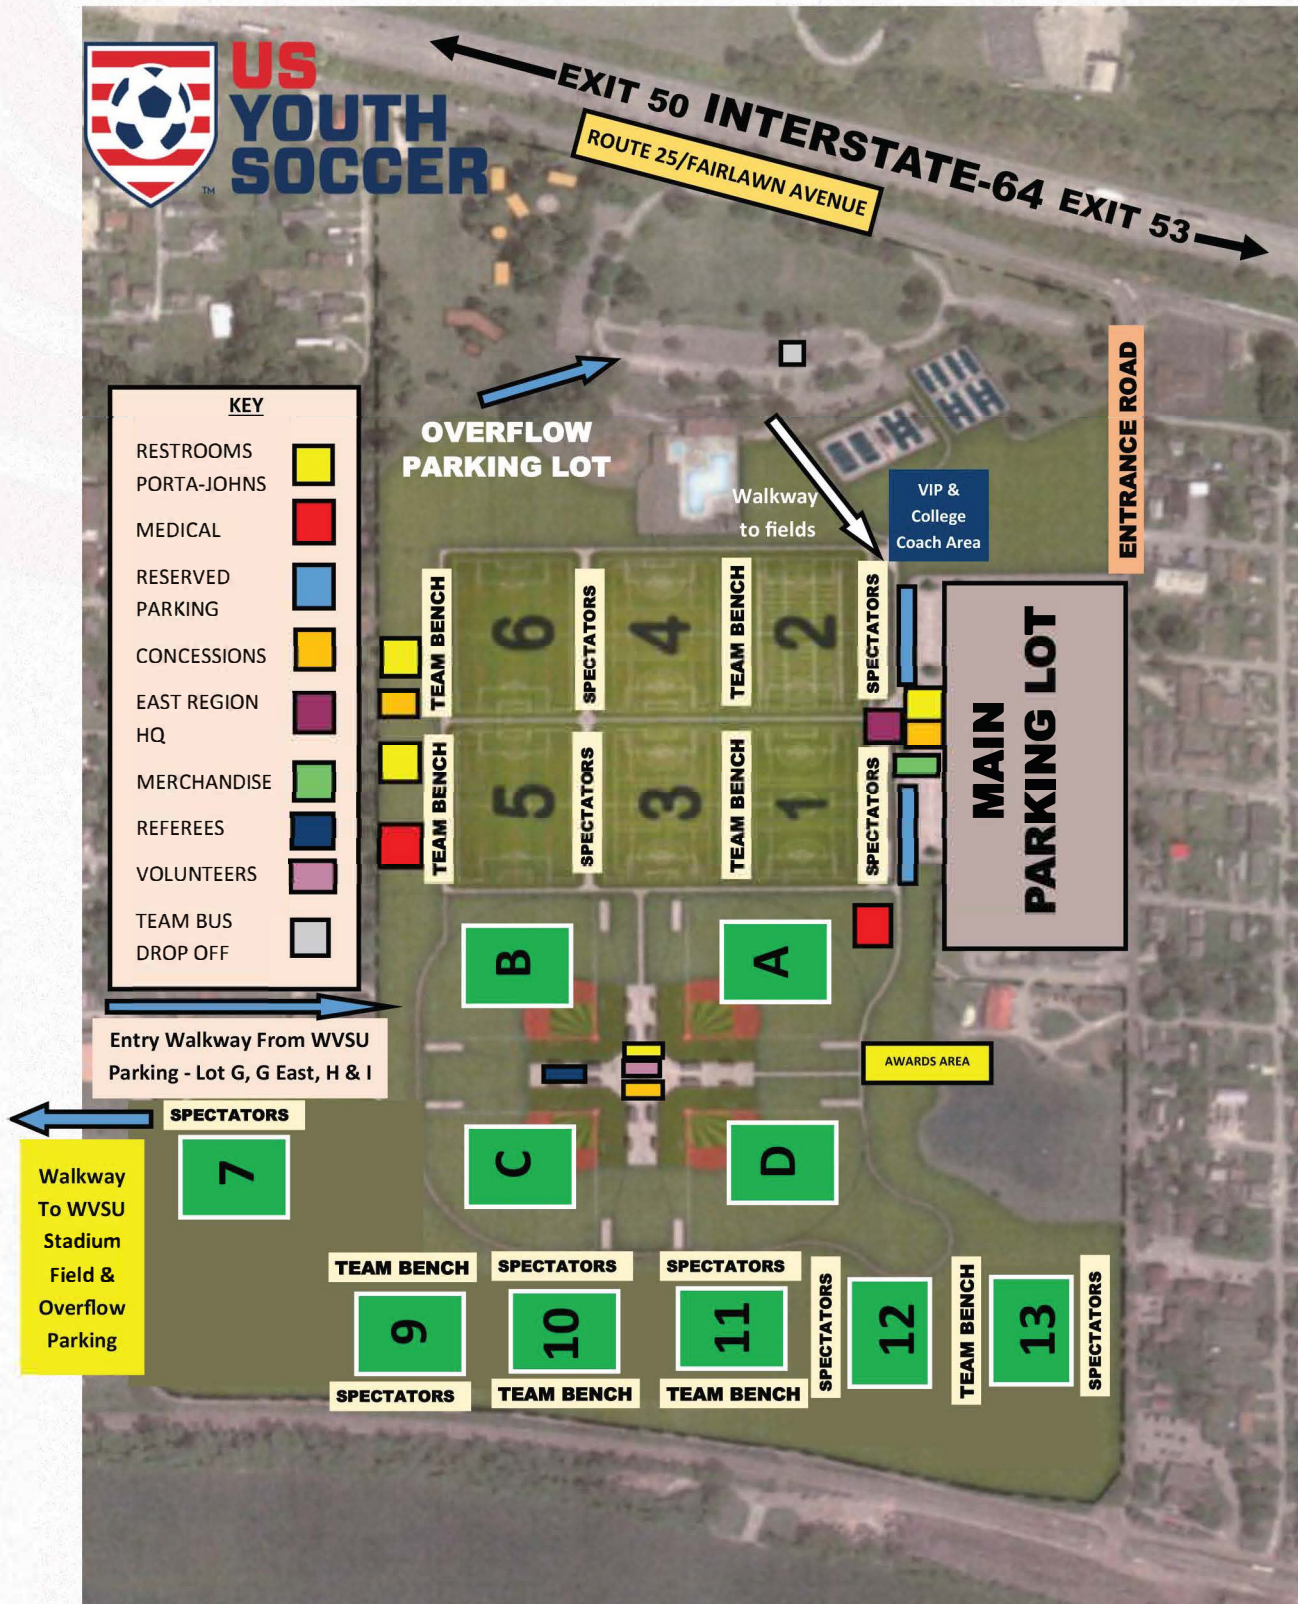 US
YOUTH
SOCCER
TM
EXIT 50 INTERSTATE-64 EXIT 53
ROUTE 25/FAIRLAWN AVENUE
ENTRANCE ROAD
OVERFLOW
PARKING LOT
Walkway
to fields
VIP &
College
Coach Area
KEY
RESTROOMS
PORTA-JOHNS
MEDICAL
RESERVED
PARKING
CONCESSIONS
EAST REGION
HQ
MERCHANDISE
REFEREES
VOLUNTEERS
TEAM BUS
DROP OFF
TEAM BENCH
6
SPECTATORS
4
TEAM BENCH
2
SPECTATORS
MAIN
PARKING LOT
TEAM BENCH
5
SPECTATORS
3
TEAM BENCH
1
SPECTATORS
B
A
Entry Walkway From WVSU
Parking - Lot G, G East, H & I
AWARDS AREA
SPECTATORS
7
C
D
Walkway
To WVSU
Stadium
Field &
Overflow
Parking
TEAM BENCH
9
SPECTATORS
SPECTATORS
10
TEAM BENCH
SPECTATORS
11
TEAM BENCH
SPECTATORS
12
TEAM BENCH
13
SPECTATORS